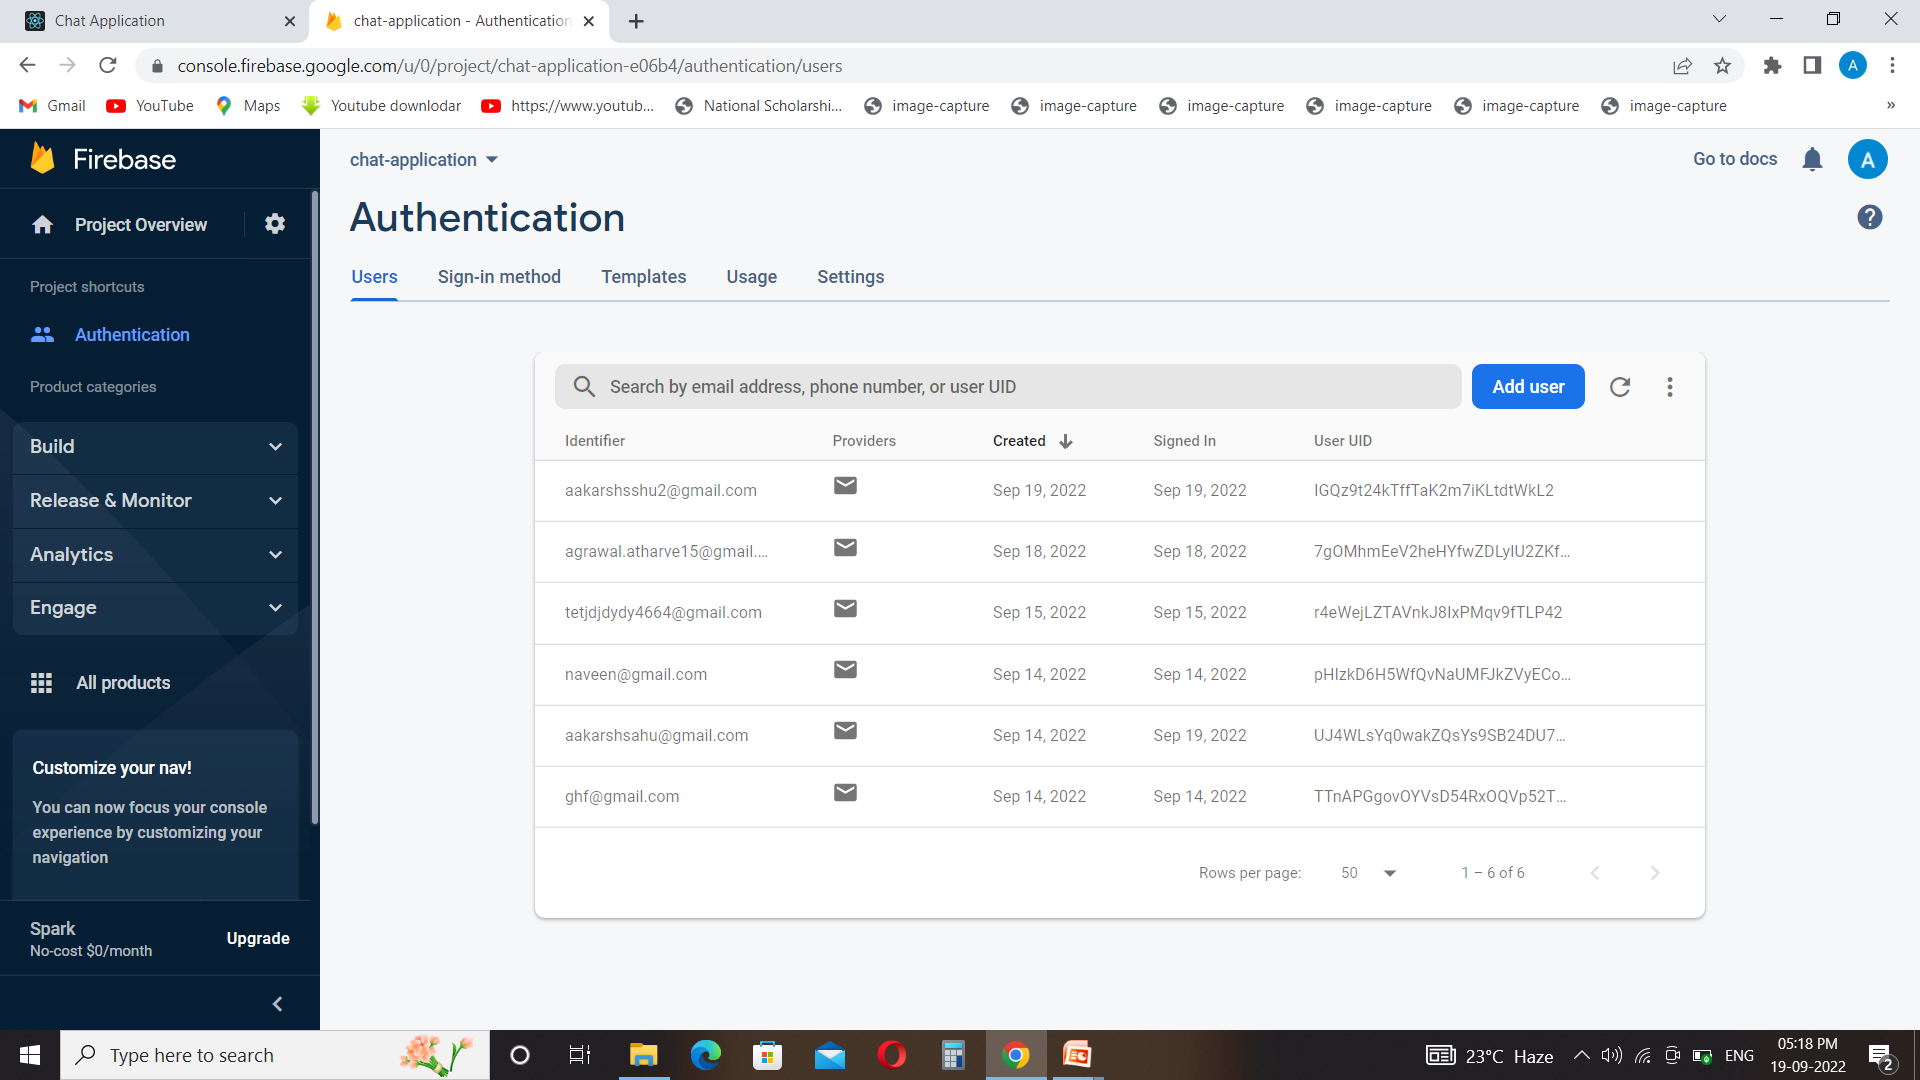 Chat Application
chat-application - Authentication
console.firebase.google.com/u/0/project/chat-application-e06b4/authentication/users
A
Gmail
YouTube
Maps
Youtube downlodar
https://www.youtub...
National Scholarshi...
image-capture
image-capture
image-capture
image-capture
image-capture
image-capture
»
Firebase
chat-application
Go to docs
A
Project Overview
Authentication
Users
Sign-in method
Templates
Usage
Settings
Project shortcuts
Authentication
Product categories
Build
Release & Monitor
Analytics
Engage
All products
Customize your nav!
You can now focus your console
experience by customizing your
navigation
Spark
No-cost $0/month
Upgrade
Search by email address, phone number, or user UID
Add user
Identifier Providers Created Signed In User UID
aakarshsshu2@gmail.com Sep 19, 2022 Sep 19, 2022 IGQz9t24kTffTaK2m7iKLtdtWkL2
agrawal.atharve15@gmail.... Sep 18, 2022 Sep 18, 2022 7gOMhmEeV2heHYfwZDLyIU2ZKf...
tetjdjdydy4664@gmail.com Sep 15, 2022 Sep 15, 2022 r4eWejLZTAVnkJ8IxPMqv9fTLP42
naveen@gmail.com Sep 14, 2022 Sep 14, 2022 pHIzkD6H5WfQvNaUMFJkZVyECo...
aakarshsahu@gmail.com Sep 14, 2022 Sep 19, 2022 UJ4WLsYq0wakZQsYs9SB24DU7...
ghf@gmail.com Sep 14, 2022 Sep 14, 2022 TTnAPGgovOYVsD54RxOQVp52T...
Rows per page: 50 1 – 6 of 6
Type here to search
23°C Haze
ENG
05:18 PM
19-09-2022
2